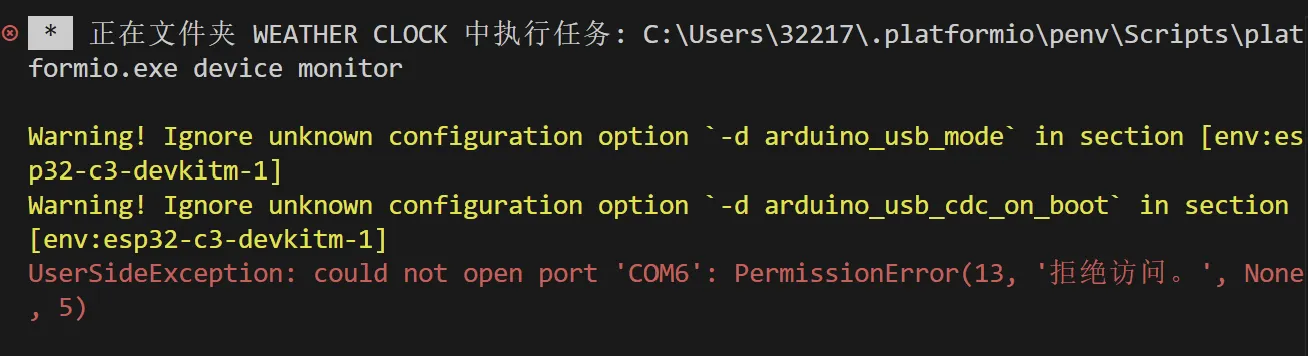 * 正在文件夹 WEATHER CLOCK 中执行任务: C:\Users\32217\.platformio\penv\Scripts\plat
formio.exe device monitor
Warning! Ignore unknown configuration option `-d arduino_usb_mode` in section [env:es
p32-c3-devkitm-1]
Warning! Ignore unknown configuration option `-d arduino_usb_cdc_on_boot` in section
[env:esp32-c3-devkitm-1]
UserSideException: could not open port 'COM6': PermissionError(13, '拒绝访问。', None
, 5)